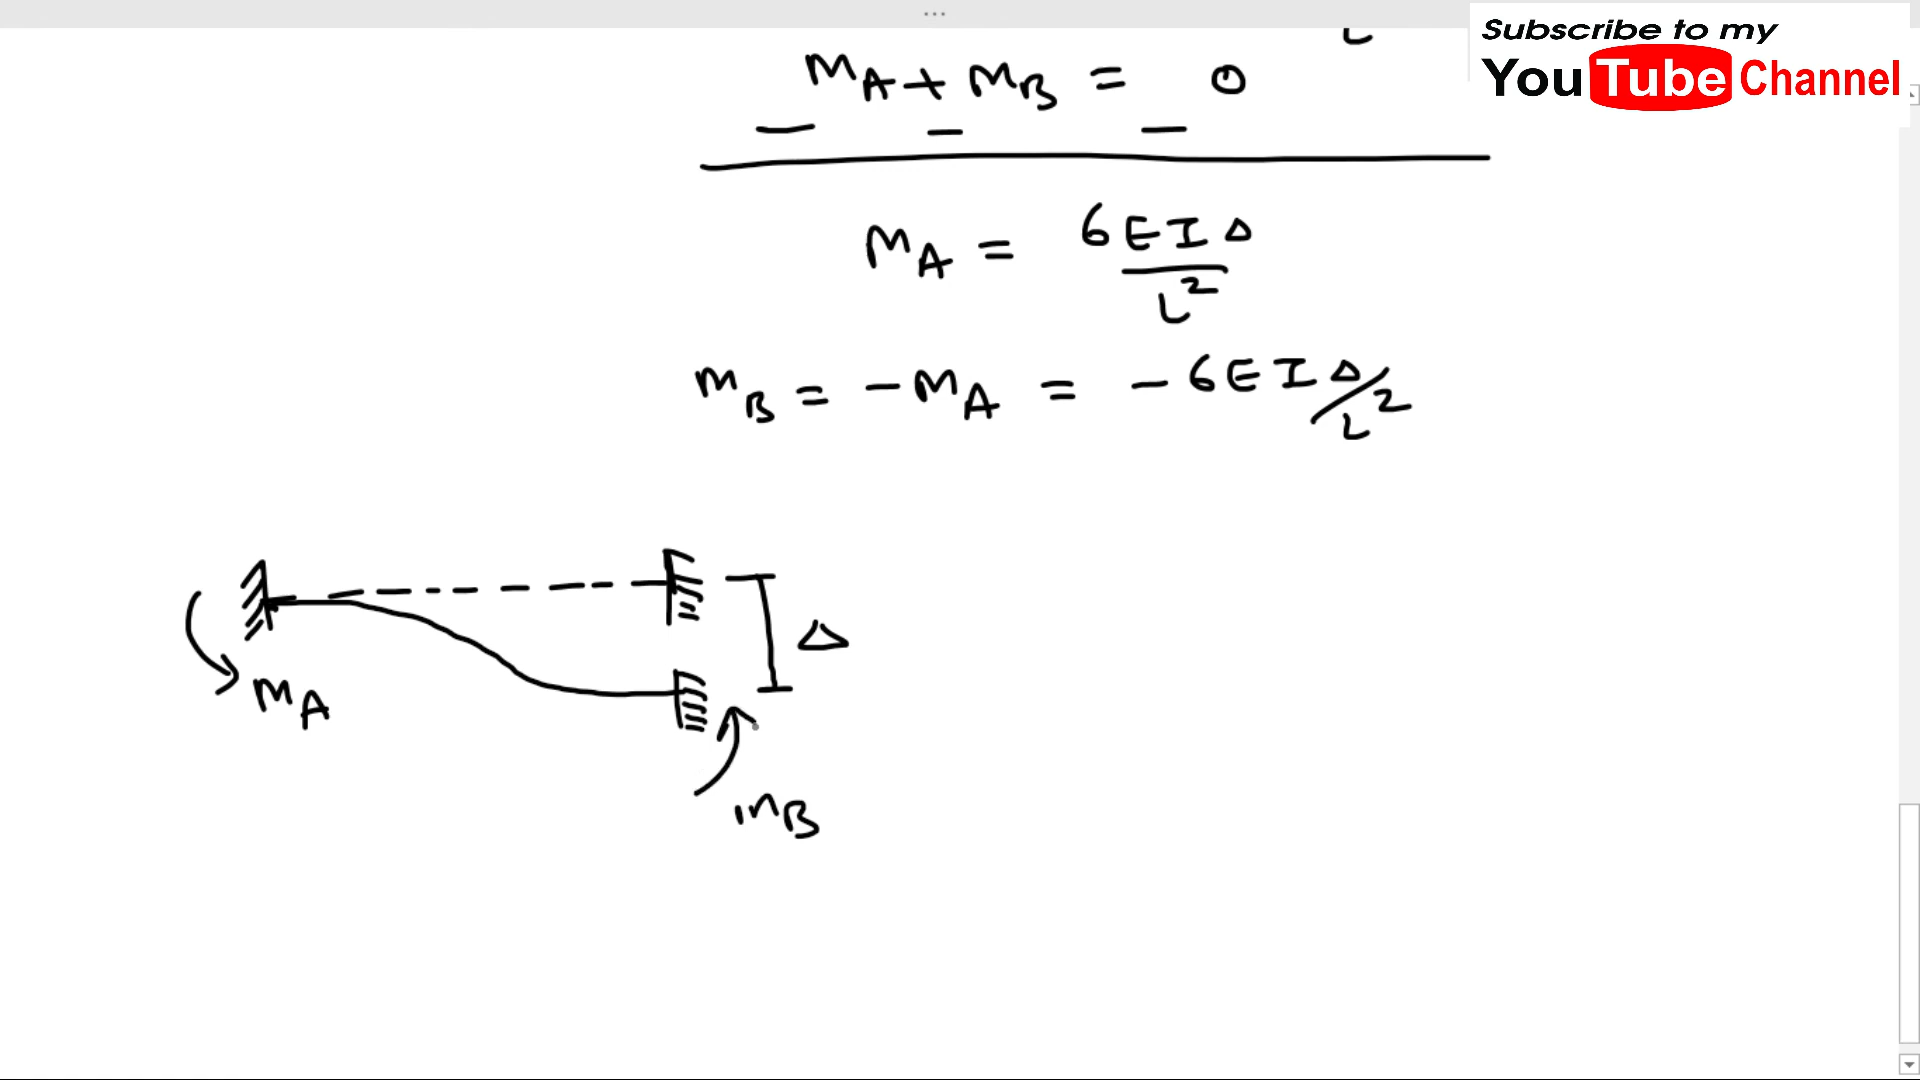 Subscribe to my
YouTube Channel
L
MA + MB = 0
— — —
MA = 6EIΔ/L²
MB = -MA = -6EIΔ/L²
Δ
MA
MB